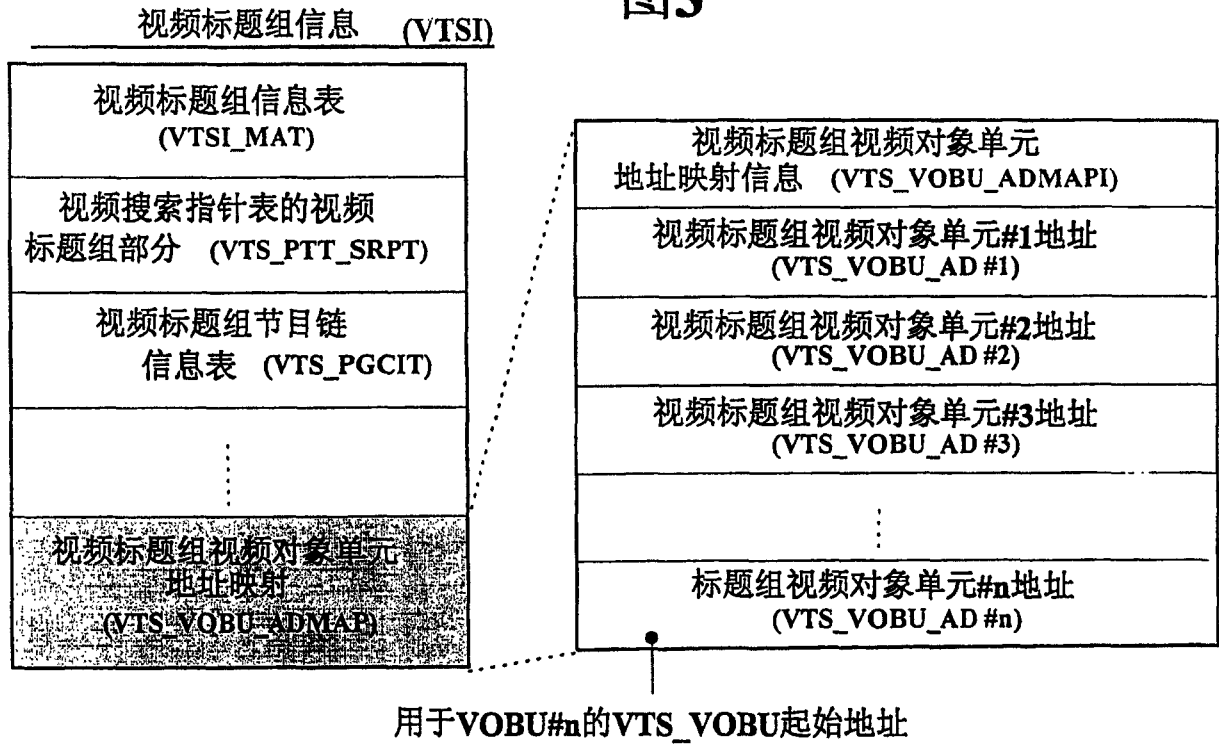 图3
视频标题组信息 (VTSI)
视频标题组信息表
(VTSI_MAT)
视频搜索指针表的视频
标题组部分 (VTS_PTT_SRPT)
视频标题组节目链
信息表 (VTS_PGCIT)
视频标题组视频对象单元
地址映射
(VTS_VOBU_ADMAP)
视频标题组视频对象单元
地址映射信息 (VTS_VOBU_ADMAPI)
视频标题组视频对象单元#1地址
(VTS_VOBU_AD #1)
视频标题组视频对象单元#2地址
(VTS_VOBU_AD #2)
视频标题组视频对象单元#3地址
(VTS_VOBU_AD #3)
标题组视频对象单元#n地址
(VTS_VOBU_AD #n)
用于VOBU#n的VTS_VOBU起始地址